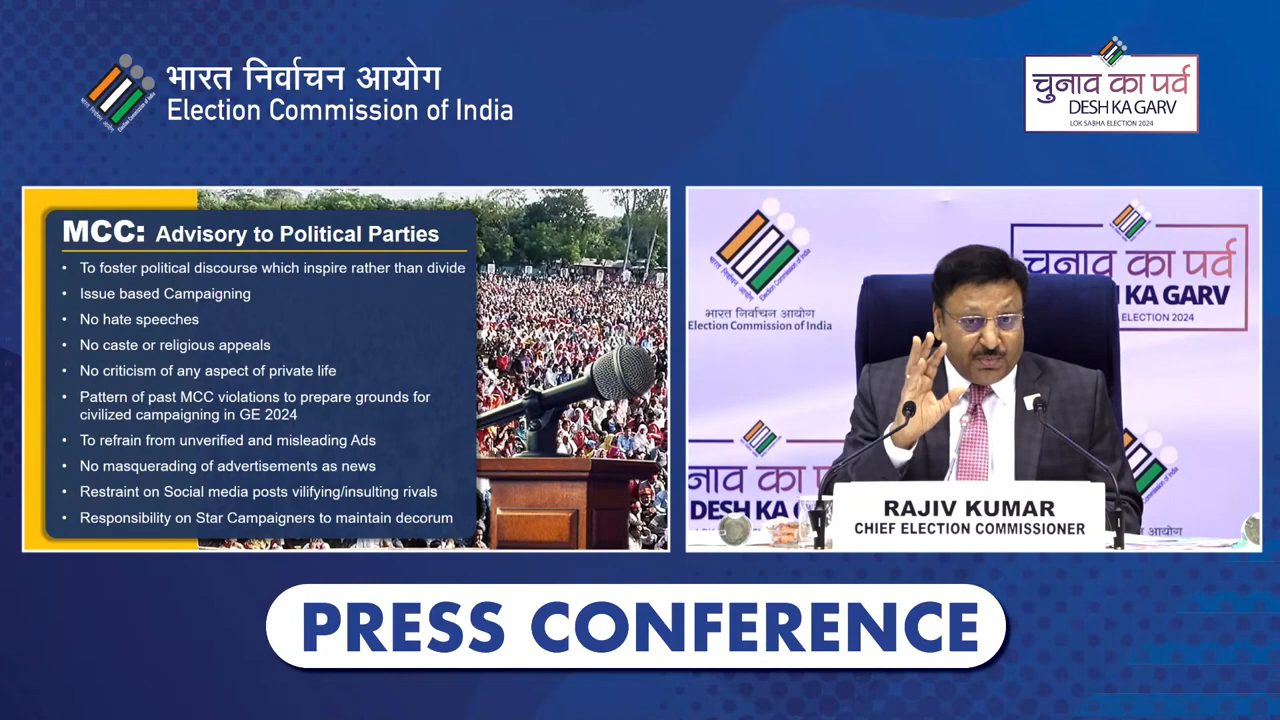 भारत निर्वाचन आयोग
Election Commission of India
चुनाव का पर्व
DESH KA GARV
LOK SABHA ELECTION 2024
MCC: Advisory to Political Parties
• To foster political discourse which inspire rather than divide
• Issue based Campaigning
• No hate speeches
• No caste or religious appeals
• No criticism of any aspect of private life
• Pattern of past MCC violations to prepare grounds for
civilized campaigning in GE 2024
• To refrain from unverified and misleading Ads
• No masquerading of advertisements as news
• Restraint on Social media posts vilifying/insulting rivals
• Responsibility on Star Campaigners to maintain decorum
भारत निर्वाचन आयोग
Election Commission of India
चुनाव का पर्व
KA GARV
ELECTION 2024
का प
DESH KA
आयोग
RAJIV KUMAR
CHIEF ELECTION COMMISSIONER
PRESS CONFERENCE